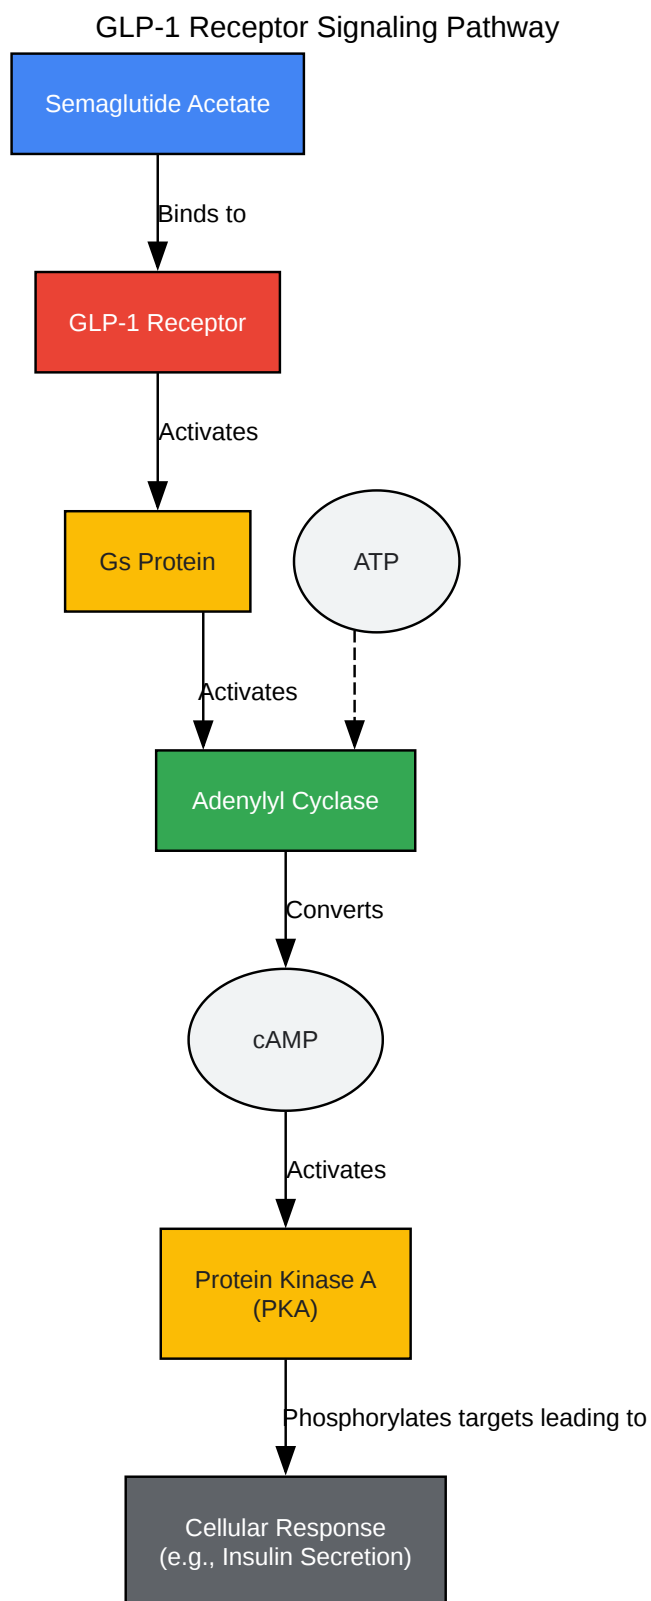 GLP-1 Receptor Signaling Pathway
Semaglutide Acetate
Binds to
GLP-1 Receptor
Activates
Gs Protein
ATP
Activates
Adenylyl Cyclase
Converts
cAMP
Activates
Protein Kinase A
(PKA)
Phosphorylates targets leading to
Cellular Response
(e.g., Insulin Secretion)